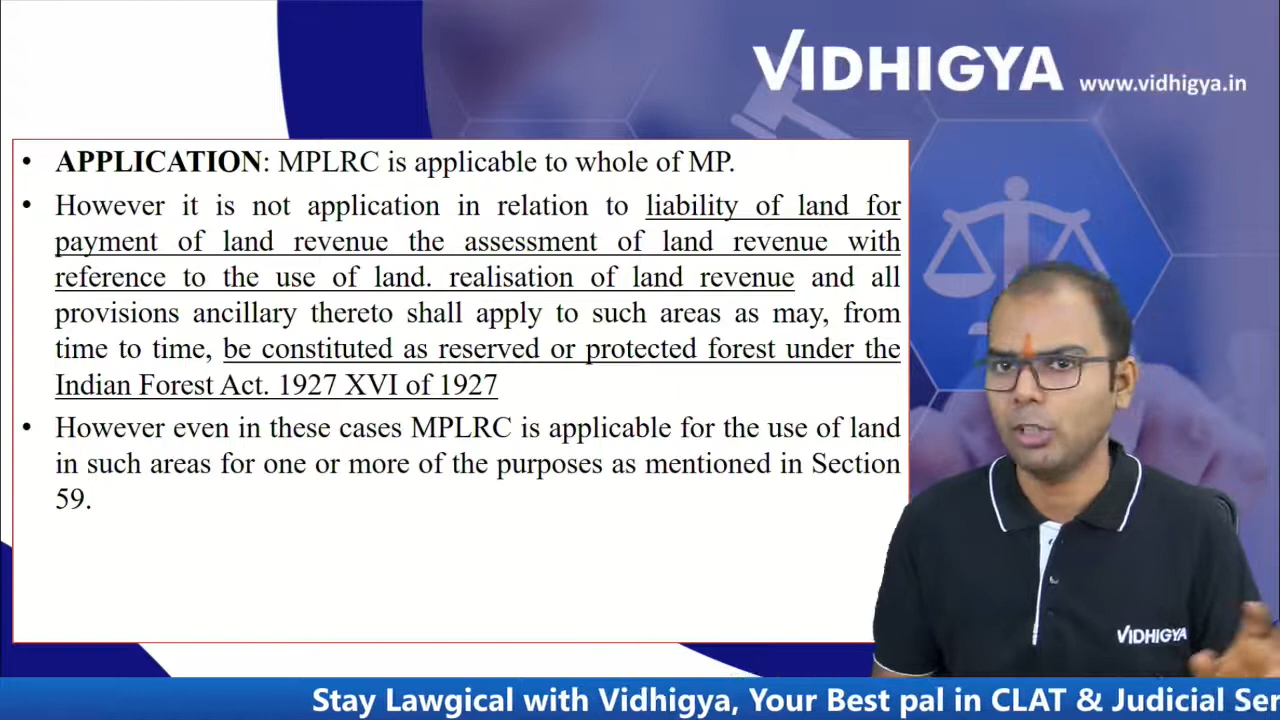 VIDHIGYA www.vidhigya.in
• APPLICATION: MPLRC is applicable to whole of MP.
• However it is not application in relation to liability of land for
payment of land revenue the assessment of land revenue with
reference to the use of land. realisation of land revenue and all
provisions ancillary thereto shall apply to such areas as may, from
time to time, be constituted as reserved or protected forest under the
Indian Forest Act. 1927 XVI of 1927
• However even in these cases MPLRC is applicable for the use of land
in such areas for one or more of the purposes as mentioned in Section
59.
VIDHIGYA
Stay Lawgical with Vidhigya, Your Best pal in CLAT & Judicial Ser